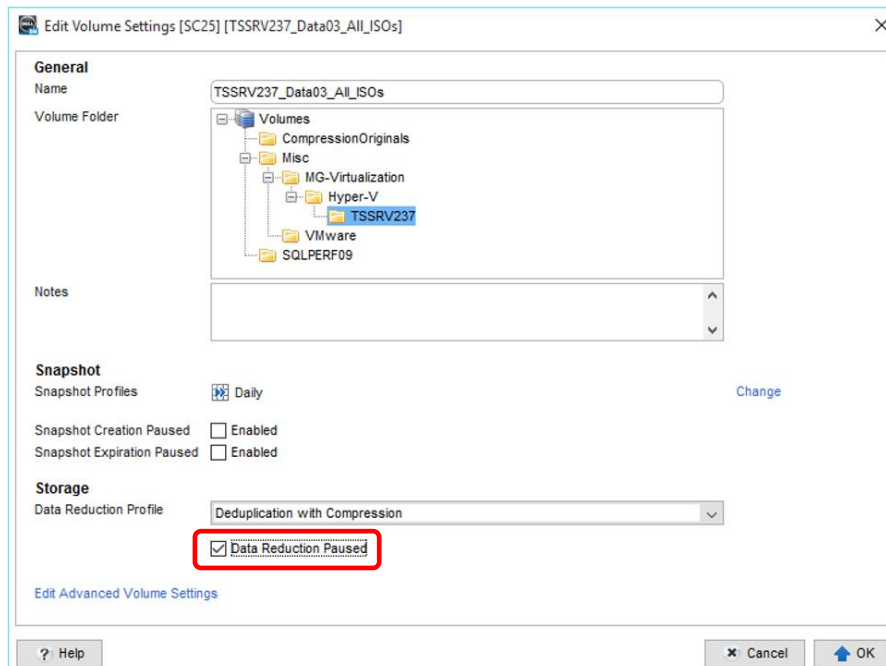 Edit Volume Settings [SC25] [TSSRV237_Data03_All_ISOs]
General
Name TSSRV237_Data03_All_ISOs
Volume Folder Volumes
CompressionOriginals
Misc
MG-Virtualization
Hyper-V
TSSRV237
VMware
SQLPERF09
Notes
Snapshot
Snapshot Profiles Daily Change
Snapshot Creation Paused Enabled
Snapshot Expiration Paused Enabled
Storage
Data Reduction Profile Deduplication with Compression
Data Reduction Paused
Edit Advanced Volume Settings
? Help Cancel OK